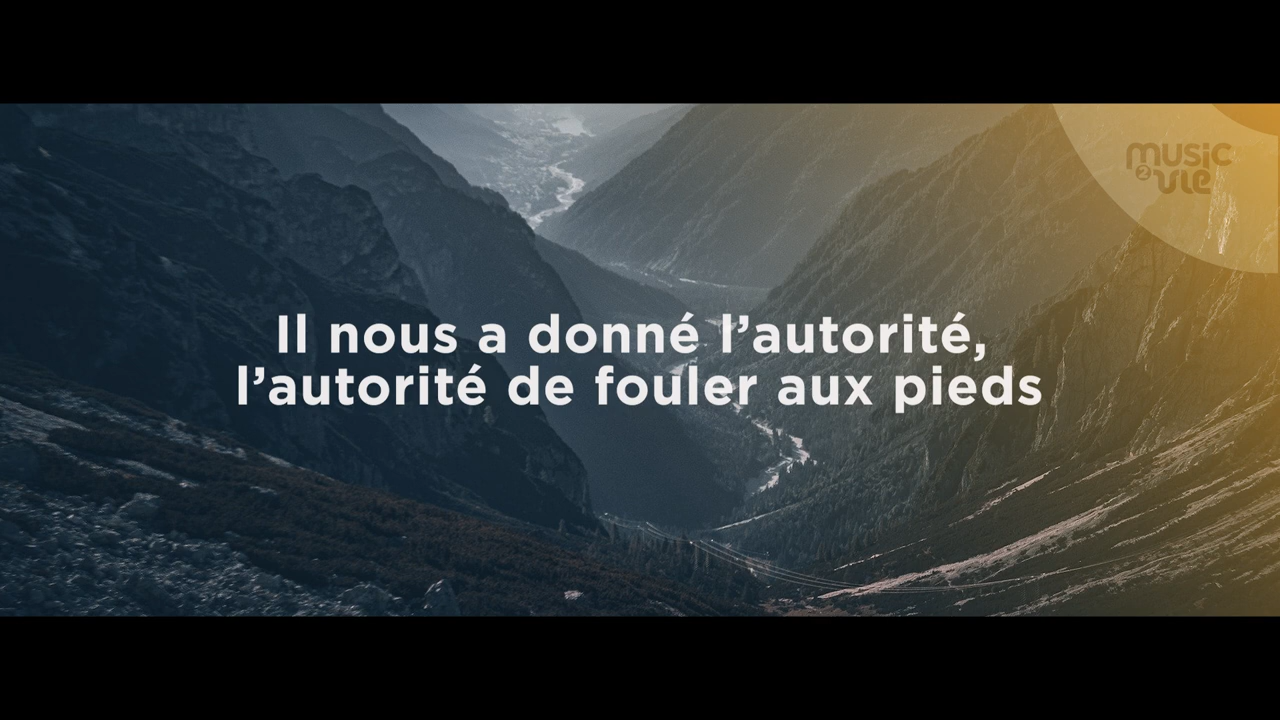 music
2 vie
Il nous a donné l’autorité,
l’autorité de fouler aux pieds